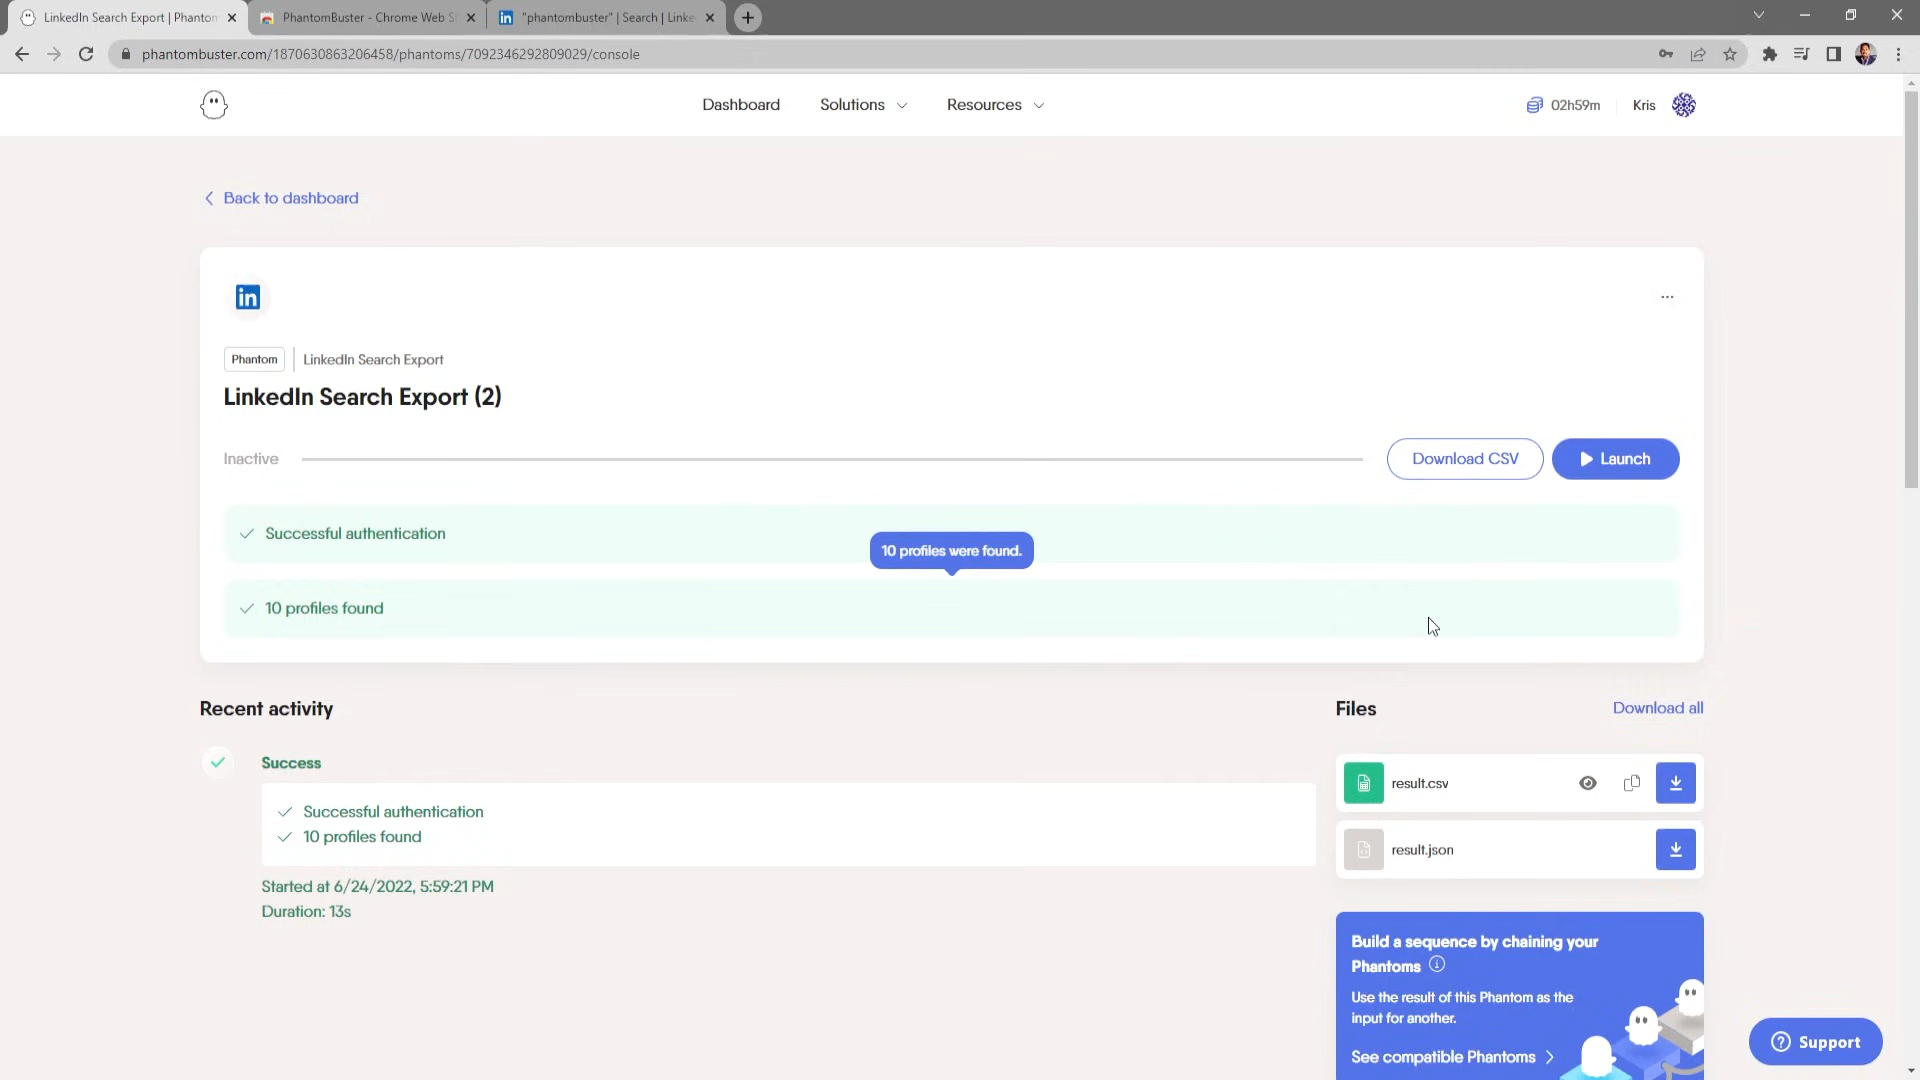 LinkedIn Search Export | Phantom
PhantomBuster - Chrome Web S
"phantombuster" | Search | Linke
phantombuster.com/1870630863206458/phantoms/7092346292809029/console
Dashboard
Solutions
Resources
02h59m
Kris
Back to dashboard
in
Phantom
LinkedIn Search Export
LinkedIn Search Export (2)
Inactive
Download CSV
Launch
Successful authentication
10 profiles were found.
10 profiles found
Recent activity
Files
Download all
Success
Successful authentication
10 profiles found
Started at 6/24/2022, 5:59:21 PM
Duration: 13s
result.csv
result.json
Build a sequence by chaining your
Phantoms
Use the result of this Phantom as the
input for another.
See compatible Phantoms
Support